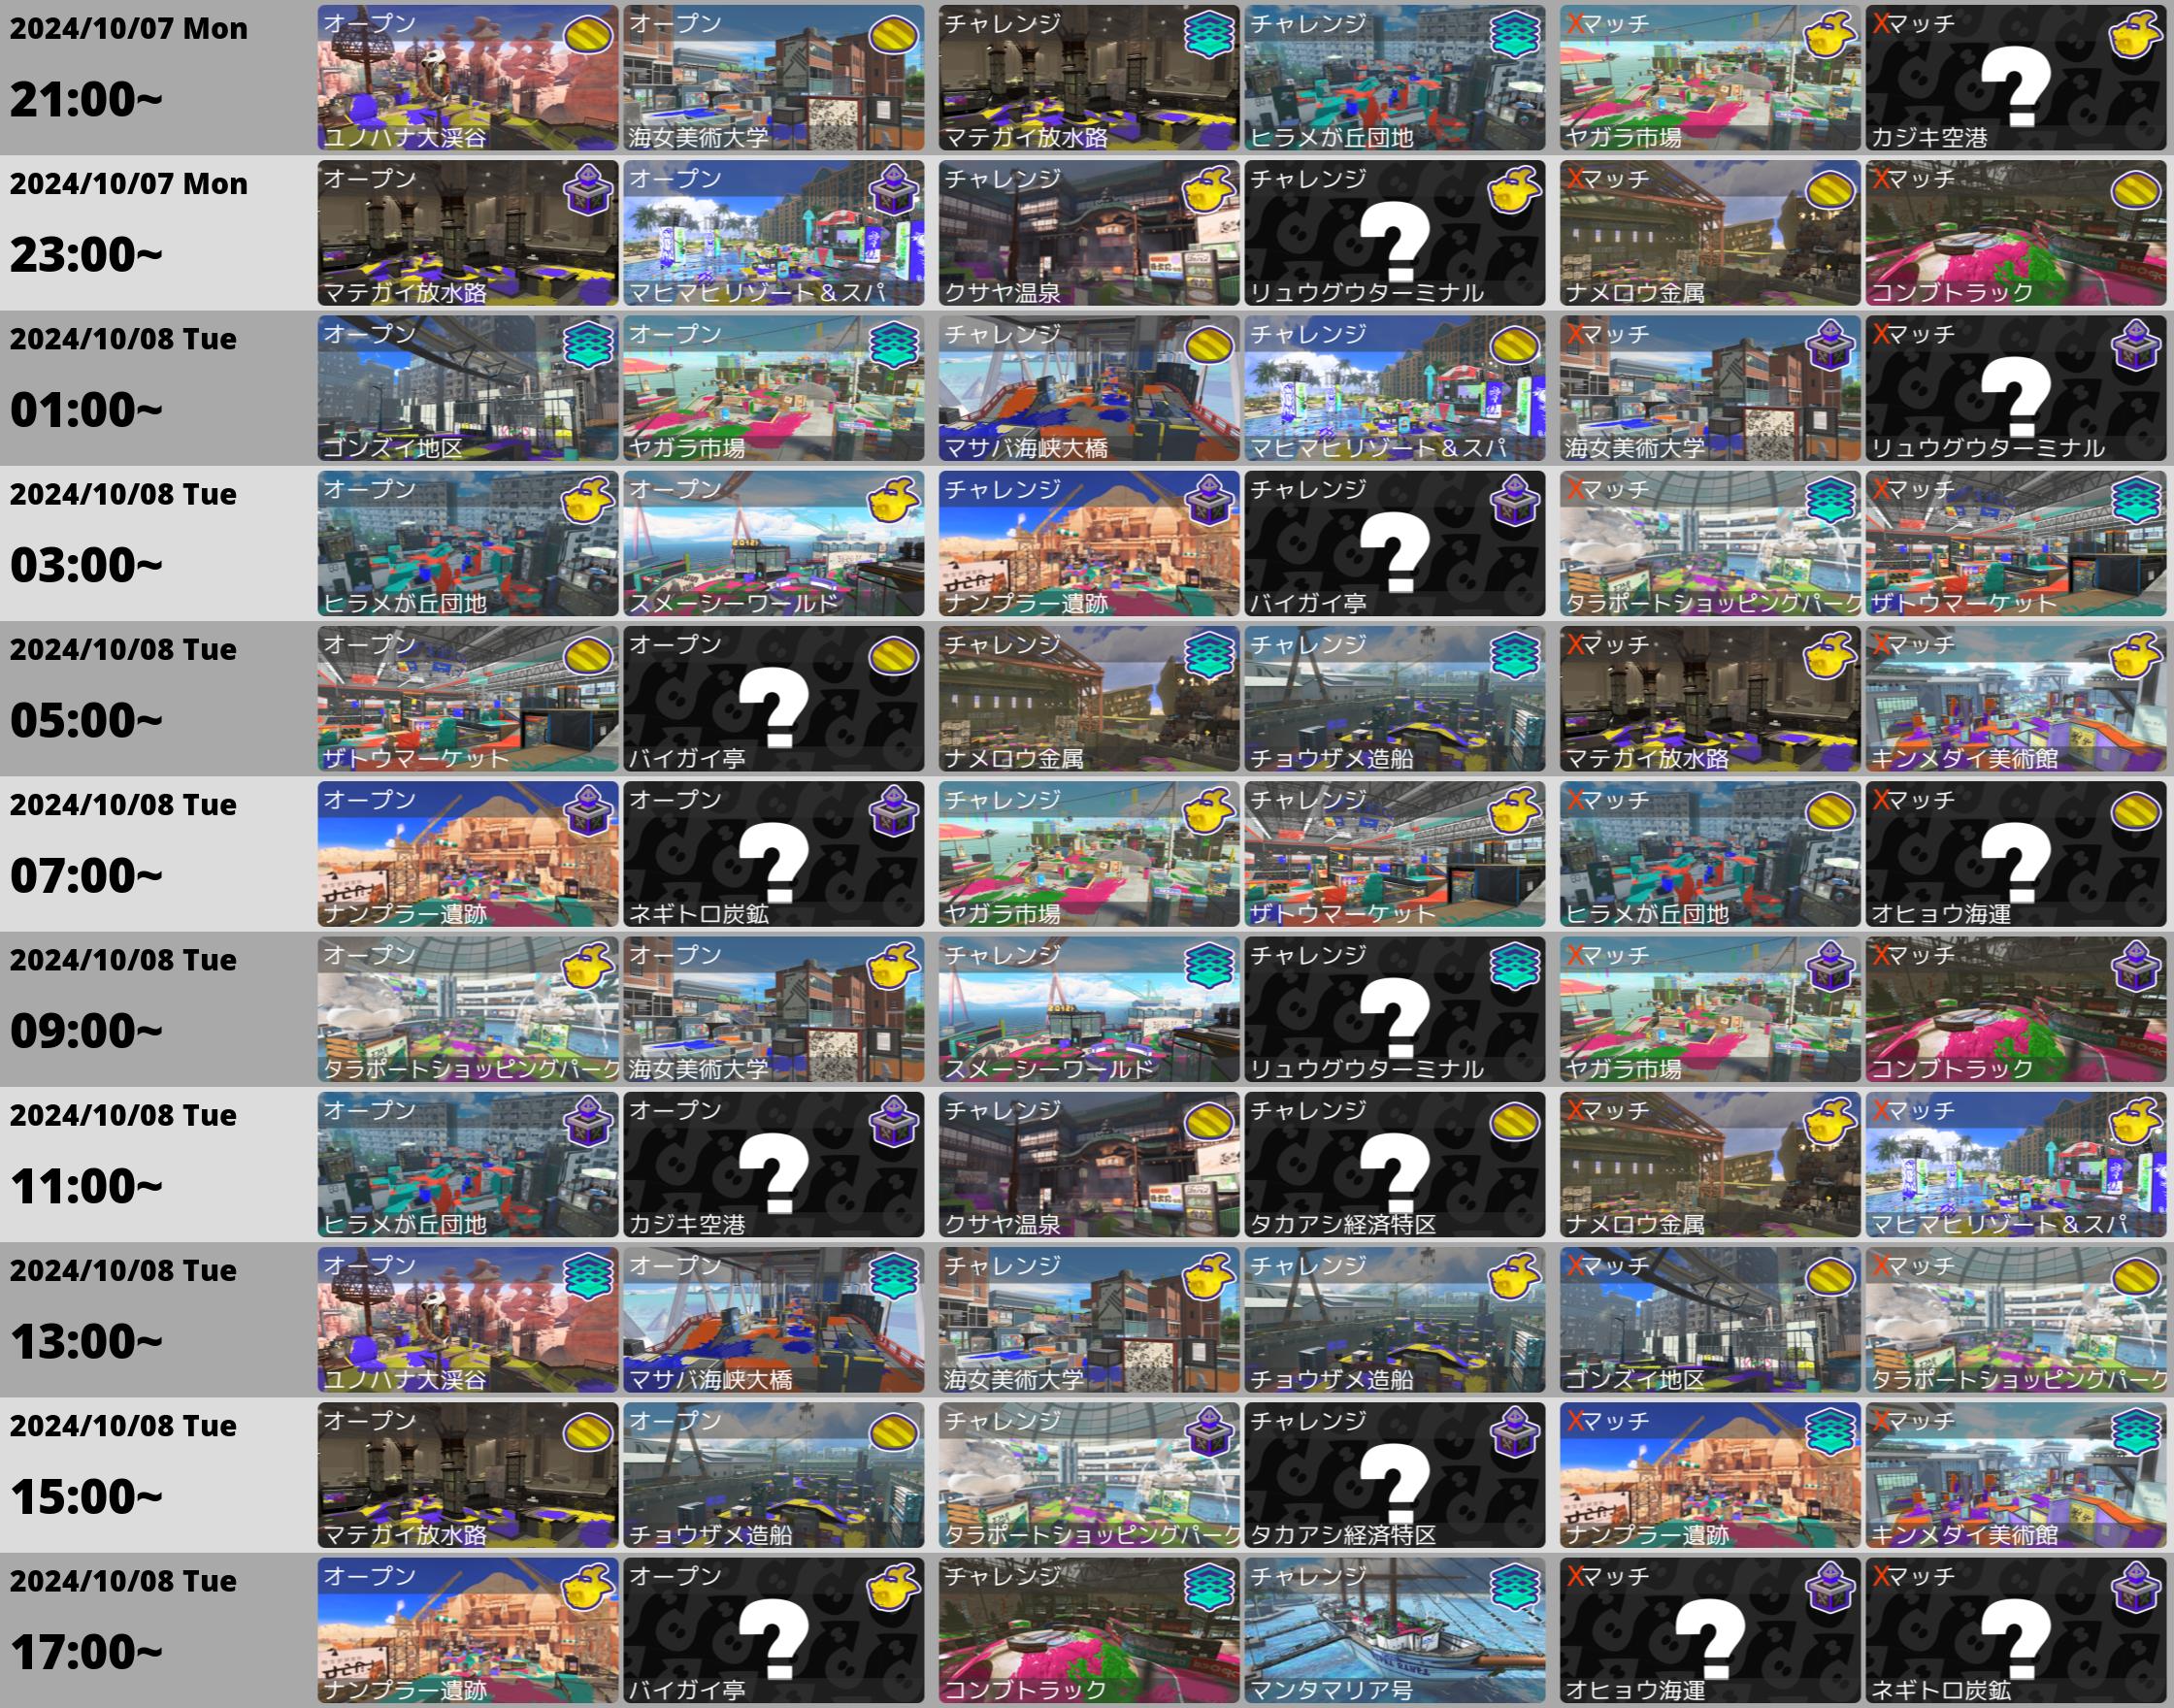 2024/10/07 Mon
21:00~
オープン
ユノハナ大渓谷
オープン
海女美術大学
チャレンジ
マテガイ放水路
チャレンジ
ヒラメが丘団地
Xマッチ
ヤガラ市場
Xマッチ
?
カジキ空港
2024/10/07 Mon
23:00~
オープン
マテガイ放水路
オープン
マヒマヒリゾート&スパ
チャレンジ
クサヤ温泉
チャレンジ
?
リュウグウターミナル
Xマッチ
ナメロウ金属
Xマッチ
コンブトラック
2024/10/08 Tue
01:00~
オープン
ゴンズイ地区
オープン
ヤガラ市場
チャレンジ
マサバ海峡大橋
チャレンジ
マヒマヒリゾート&スパ
Xマッチ
海女美術大学
Xマッチ
?
リュウグウターミナル
2024/10/08 Tue
03:00~
オープン
ヒラメが丘団地
オープン
スメーシーワールド
チャレンジ
ナンプラー遺跡
チャレンジ
?
バイガイ亭
Xマッチ
タラポートショッピングパーク
Xマッチ
ザトウマーケット
2024/10/08 Tue
05:00~
オープン
ザトウマーケット
オープン
?
バイガイ亭
チャレンジ
ナメロウ金属
チャレンジ
チョウザメ造船
Xマッチ
マテガイ放水路
Xマッチ
キンメダイ美術館
2024/10/08 Tue
07:00~
オープン
ナンプラー遺跡
オープン
?
ネギトロ炭鉱
チャレンジ
ヤガラ市場
チャレンジ
ザトウマーケット
Xマッチ
ヒラメが丘団地
Xマッチ
?
オヒョウ海運
2024/10/08 Tue
09:00~
オープン
タラポートショッピングパーク
オープン
海女美術大学
チャレンジ
スメーシーワールド
チャレンジ
?
リュウグウターミナル
Xマッチ
ヤガラ市場
Xマッチ
コンブトラック
2024/10/08 Tue
11:00~
オープン
ヒラメが丘団地
オープン
?
カジキ空港
チャレンジ
クサヤ温泉
チャレンジ
?
タカアシ経済特区
Xマッチ
ナメロウ金属
Xマッチ
マヒマヒリゾート&スパ
2024/10/08 Tue
13:00~
オープン
ユノハナ大渓谷
オープン
マサバ海峡大橋
チャレンジ
海女美術大学
チャレンジ
チョウザメ造船
Xマッチ
ゴンズイ地区
Xマッチ
タラポートショッピングパーク
2024/10/08 Tue
15:00~
オープン
マテガイ放水路
オープン
チョウザメ造船
チャレンジ
タラポートショッピングパーク
チャレンジ
?
タカアシ経済特区
Xマッチ
ナンプラー遺跡
Xマッチ
キンメダイ美術館
2024/10/08 Tue
17:00~
オープン
ナンプラー遺跡
オープン
?
バイガイ亭
チャレンジ
コンブトラック
チャレンジ
マンタマリア号
Xマッチ
?
オヒョウ海運
Xマッチ
?
ネギトロ炭鉱